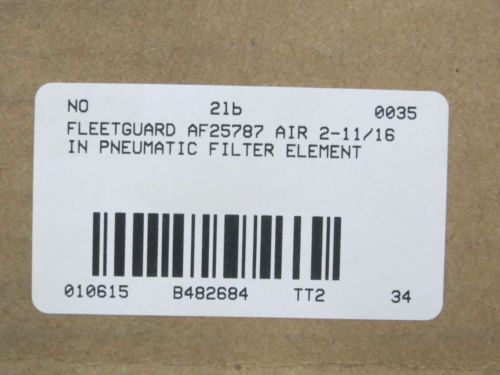 NO 21b 0035
FLEETGUARD AF25787 AIR 2-11/16
IN PNEUMATIC FILTER ELEMENT
010615 B482684 TT2 34